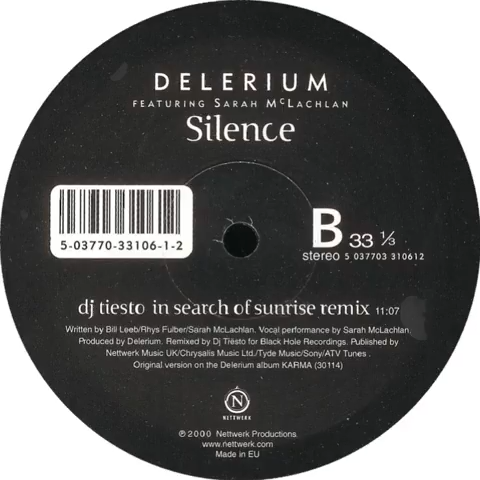 DELERIUM
FEATURING SARAH McLACHLAN
Silence
5-03770-33106-1-2
B 33 ⅓
stereo 5 037703 310612
dj tiesto in search of sunrise remix 11:07
Written by Bill Leeb/Rhys Fulber/Sarah McLachlan. Vocal performance by Sarah McLachlan.
Produced by Delerium. Remixed by Dj Tiësto for Black Hole Recordings. Published by
Nettwerk Music UK/Chrysalis Music Ltd./Tyde Music/Sony/ATV Tunes .
Original version on the Delerium album KARMA (30114)
N
NETTWERK
℗ 2000 Nettwerk Productions
www.nettwerk.com
Made in EU